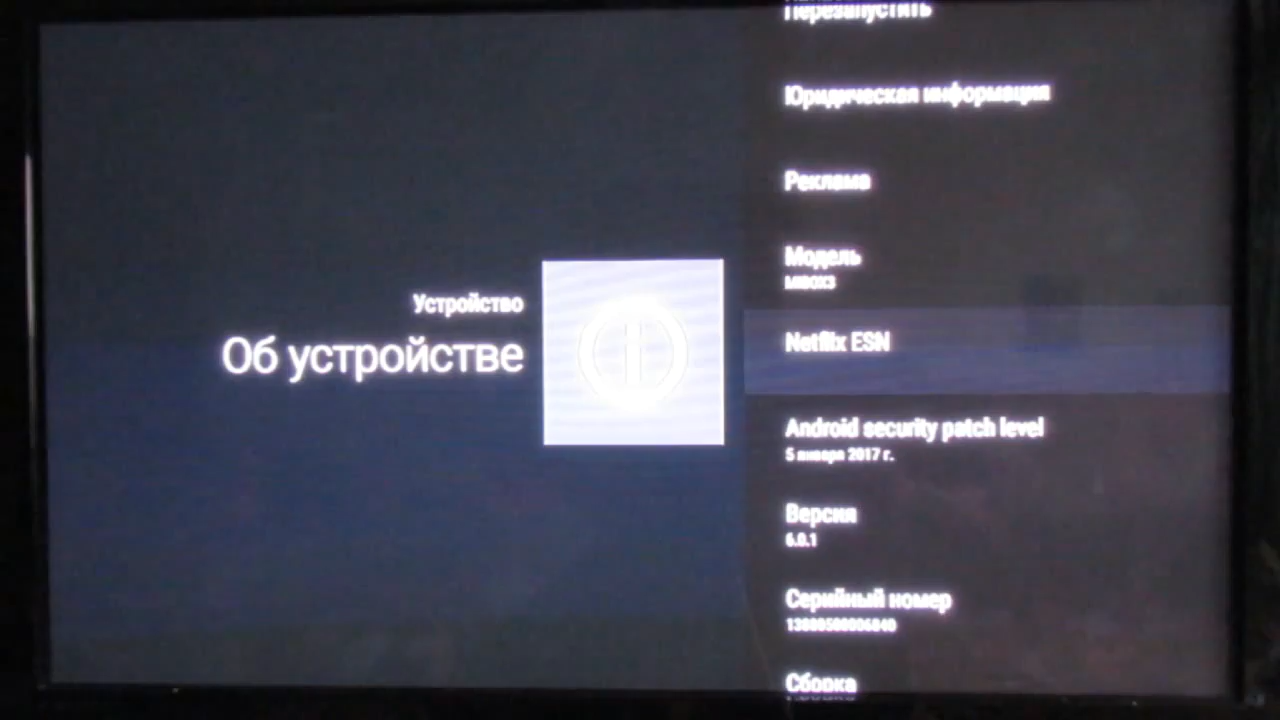 Перезапустить
Юридическая информация
Реклама
Модель
MIBOX3
Устройство
Об устройстве
Netflix ESN
Android security patch level
5 января 2017 г.
Версия
6.0.1
Серийный номер
Сборка